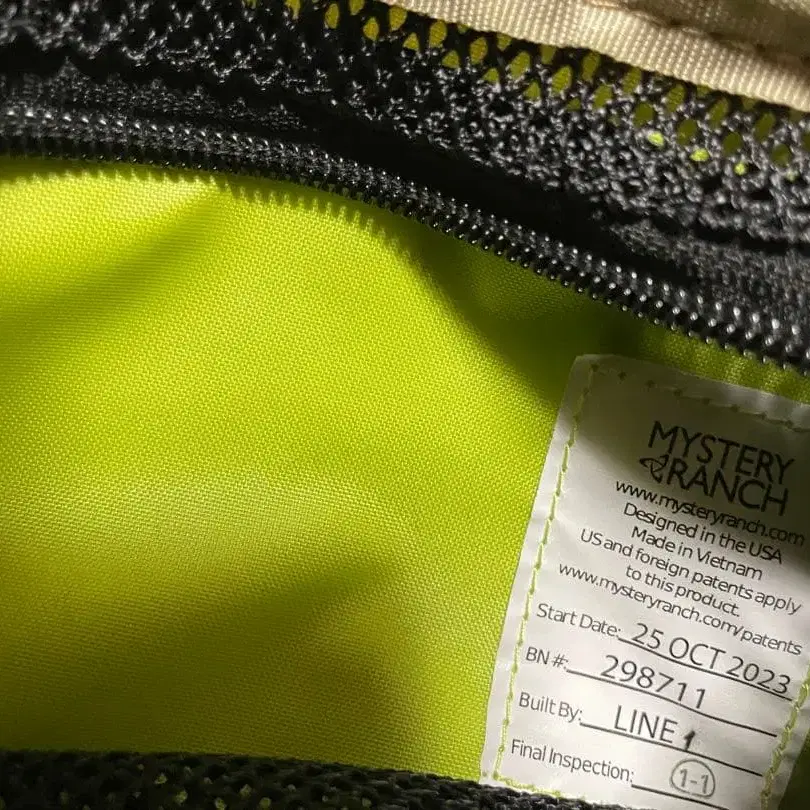 MYSTERY
RANCH
www.mysteryranch.com
Designed in the USA
Made in Vietnam
US and foreign patents apply
to this product.
www.mysteryranch.com/patents
Start Date: 25 OCT 2023
BN #: 298711
Built By: LINE 1
Final Inspection: 1-1